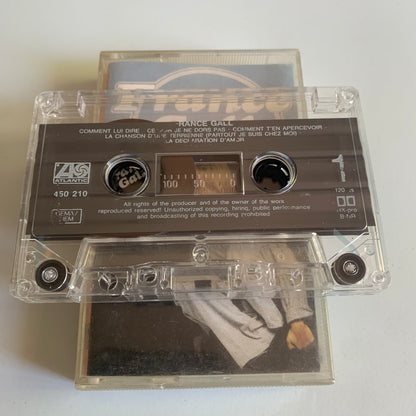 France
RANCE GALL
COMMENT LUI DIRE - CE SOIR JE NE DORS PAS - COMMENT T'EN APERCEVOIR -
LA CHANSON D'UNE TERRIENNE (PARTOUT JE SUIS CHEZ MOI) -
LA DECLARATION D'AMOUR
ATLANTIC
450 210
GEMA/
BIEM
Gall
100 50 0
1
All rights of the producer and of the owner of the work
reproduced reserved! Unauthorized copying, hiring, public performance
and broadcasting of this recording prohibited
B-NR